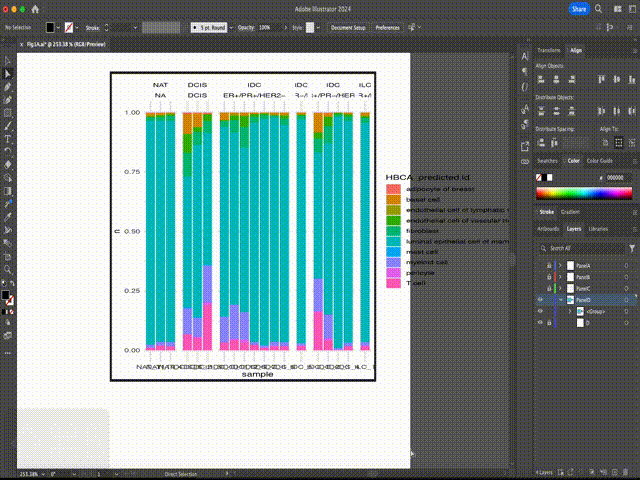 Adobe Illustrator 2024
Share
No Selection
Stroke:
5 pt. Round
Opacity: 100%
Style:
Document Setup
Preferences
Fig1A.ai* @ 253.38 % (RGB/Preview)
Transform
Align
Align Objects:
Distribute Objects:
Distribute Spacing:
Align To:
Swatches
Color
Color Guide
# 000000
Stroke
Gradient
Artboards
Layers
Libraries
Search All
PanelA
PanelB
PanelC
PanelD
<Group>
4 Layers
NAT DCIS IDC IDC IDC ILC
NA DCIS ER+/PR+/HER2-
1.00
0.75
0.50
0.25
0.00
n
sample
HBCA_predicted.id
adipocyte of breast
basal cell
endothelial cell of lymphatic
endothelial cell of vascular
fibroblast
luminal epithelial cell of mam
mast cell
myeloid cell
pericyte
T cell
253.38%
0°
1
Direct Selection